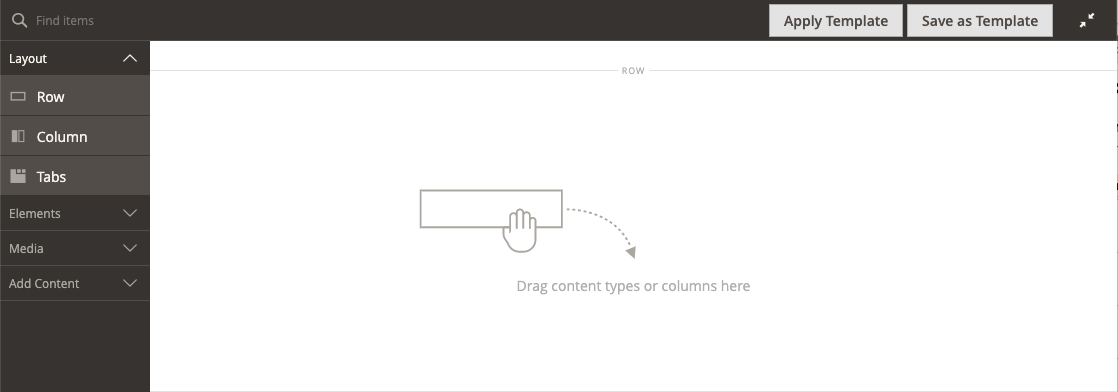 Find items
Apply Template
Save as Template
Layout
Row
Column
Tabs
Elements
Media
Add Content
ROW
Drag content types or columns here